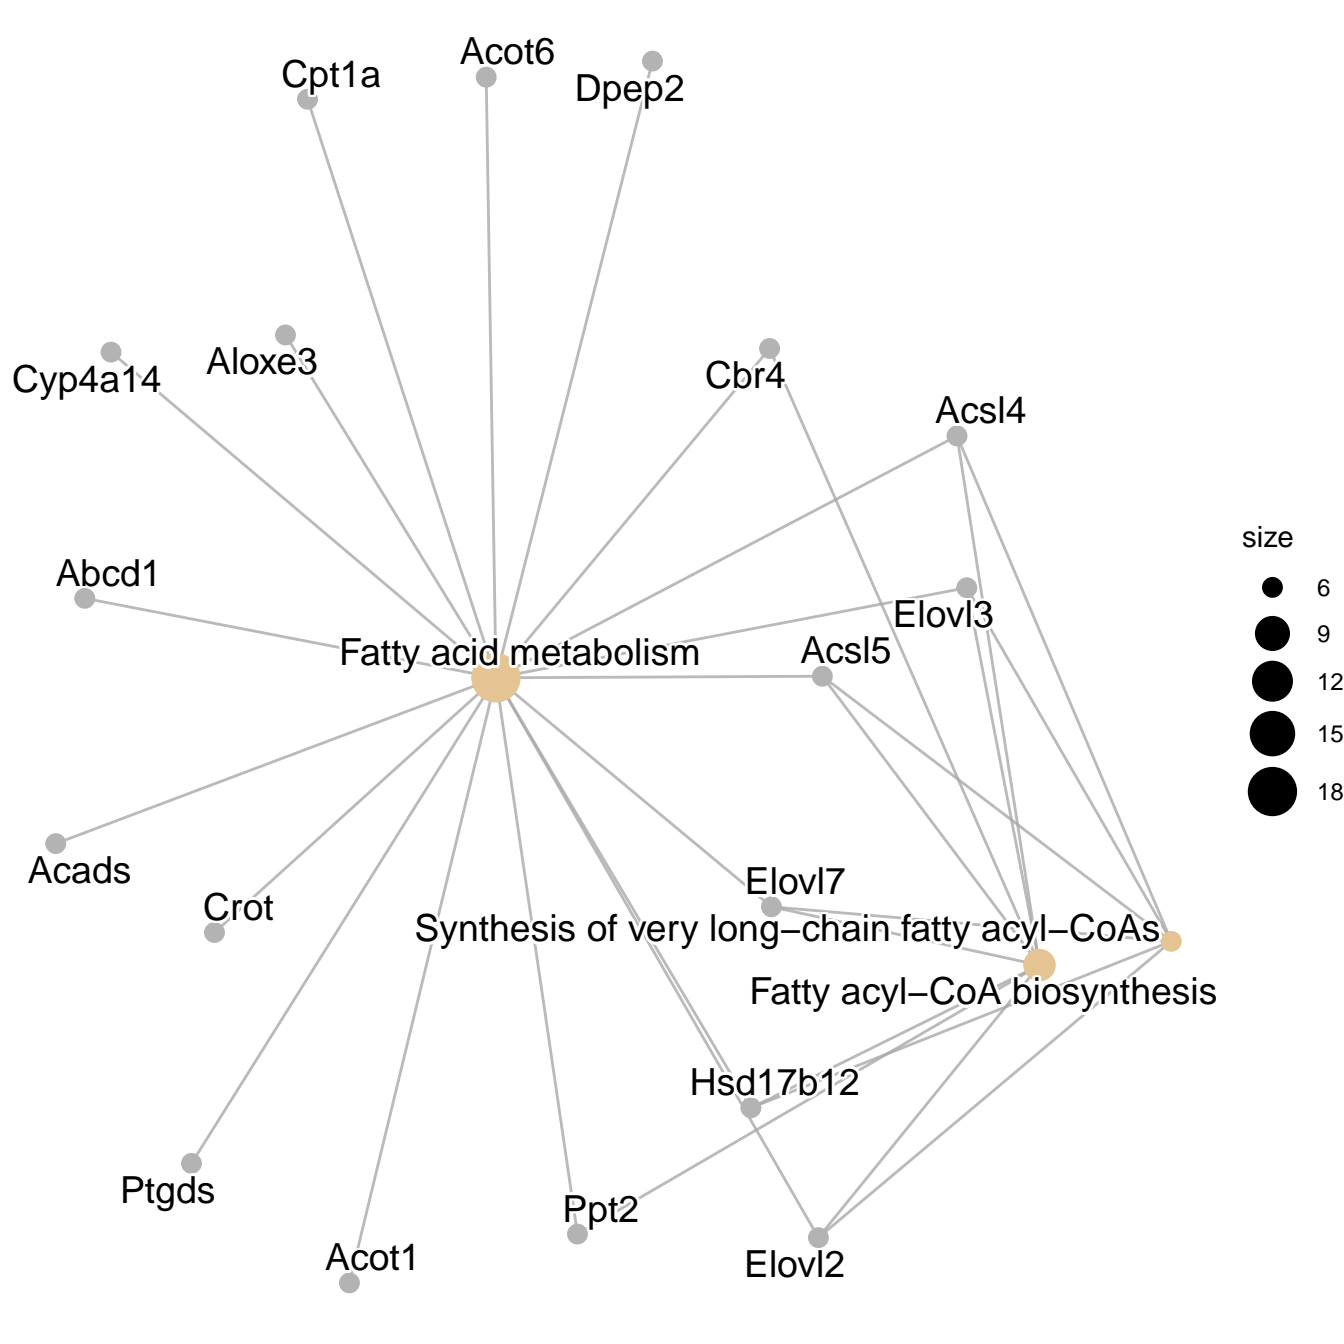 Acot6
Cpt1a
Dpep2
Aloxe3
Cyp4a14
Cbr4
Acsl4
size
Abcd1
6
Elovl3
9
Fatty acid metabolism
Acsl5
12
15
18
Acads
Elovl7
Crot
Synthesis of very long−chain fatty acyl−CoAs
Fatty acyl−CoA biosynthesis
Hsd17b12
Ptgds
Ppt2
Acot1
Elovl2